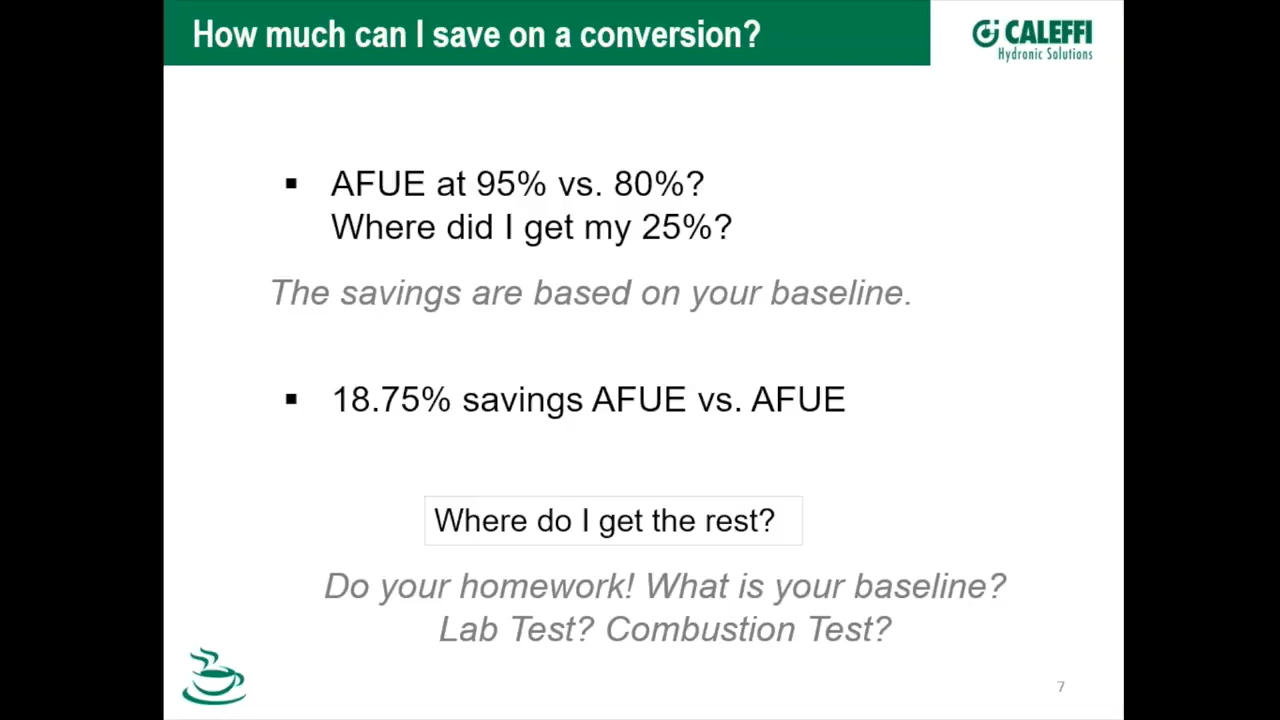 How much can I save on a conversion?
CALEFFI
Hydronic Solutions
▪ AFUE at 95% vs. 80%?
Where did I get my 25%?
The savings are based on your baseline.
▪ 18.75% savings AFUE vs. AFUE
Where do I get the rest?
Do your homework! What is your baseline?
Lab Test? Combustion Test?
7